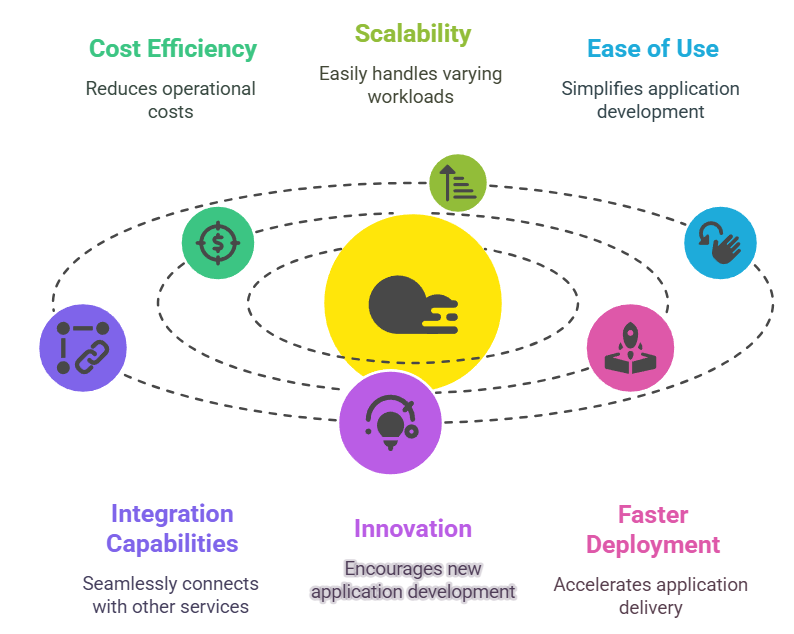 Cost Efficiency
Reduces operational
costs
Scalability
Easily handles varying
workloads
Ease of Use
Simplifies application
development
$
Integration
Capabilities
Seamlessly connects
with other services
Innovation
Encourages new
application development
Faster
Deployment
Accelerates application
delivery